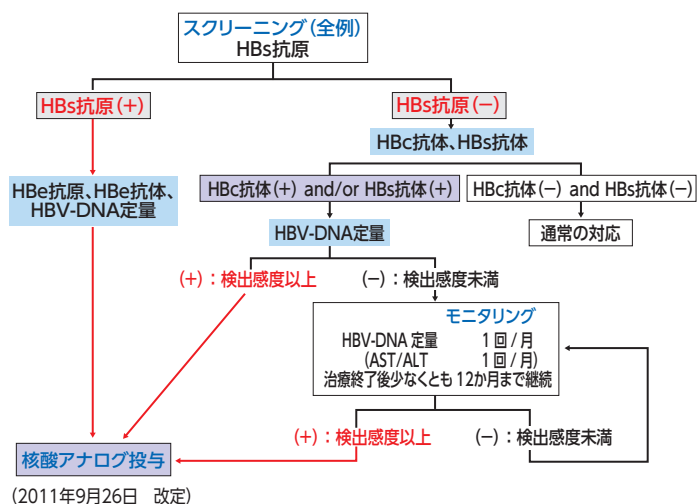 スクリーニング(全例)
HBs抗原
HBs抗原(+)
HBs抗原(−)
HBc抗体、HBs抗体
HBe抗原、HBe抗体、
HBV-DNA定量
HBc抗体(+) and/or HBs抗体(+)
HBc抗体(−) and HBs抗体(−)
HBV-DNA定量
通常の対応
(+):検出感度以上
(−):検出感度未満
モニタリング
HBV-DNA 定量 1回/月
(AST/ALT 1回/月)
治療終了後少なくとも 12か月まで継続
(+):検出感度以上
(−):検出感度未満
核酸アナログ投与
(2011年9月26日 改定)